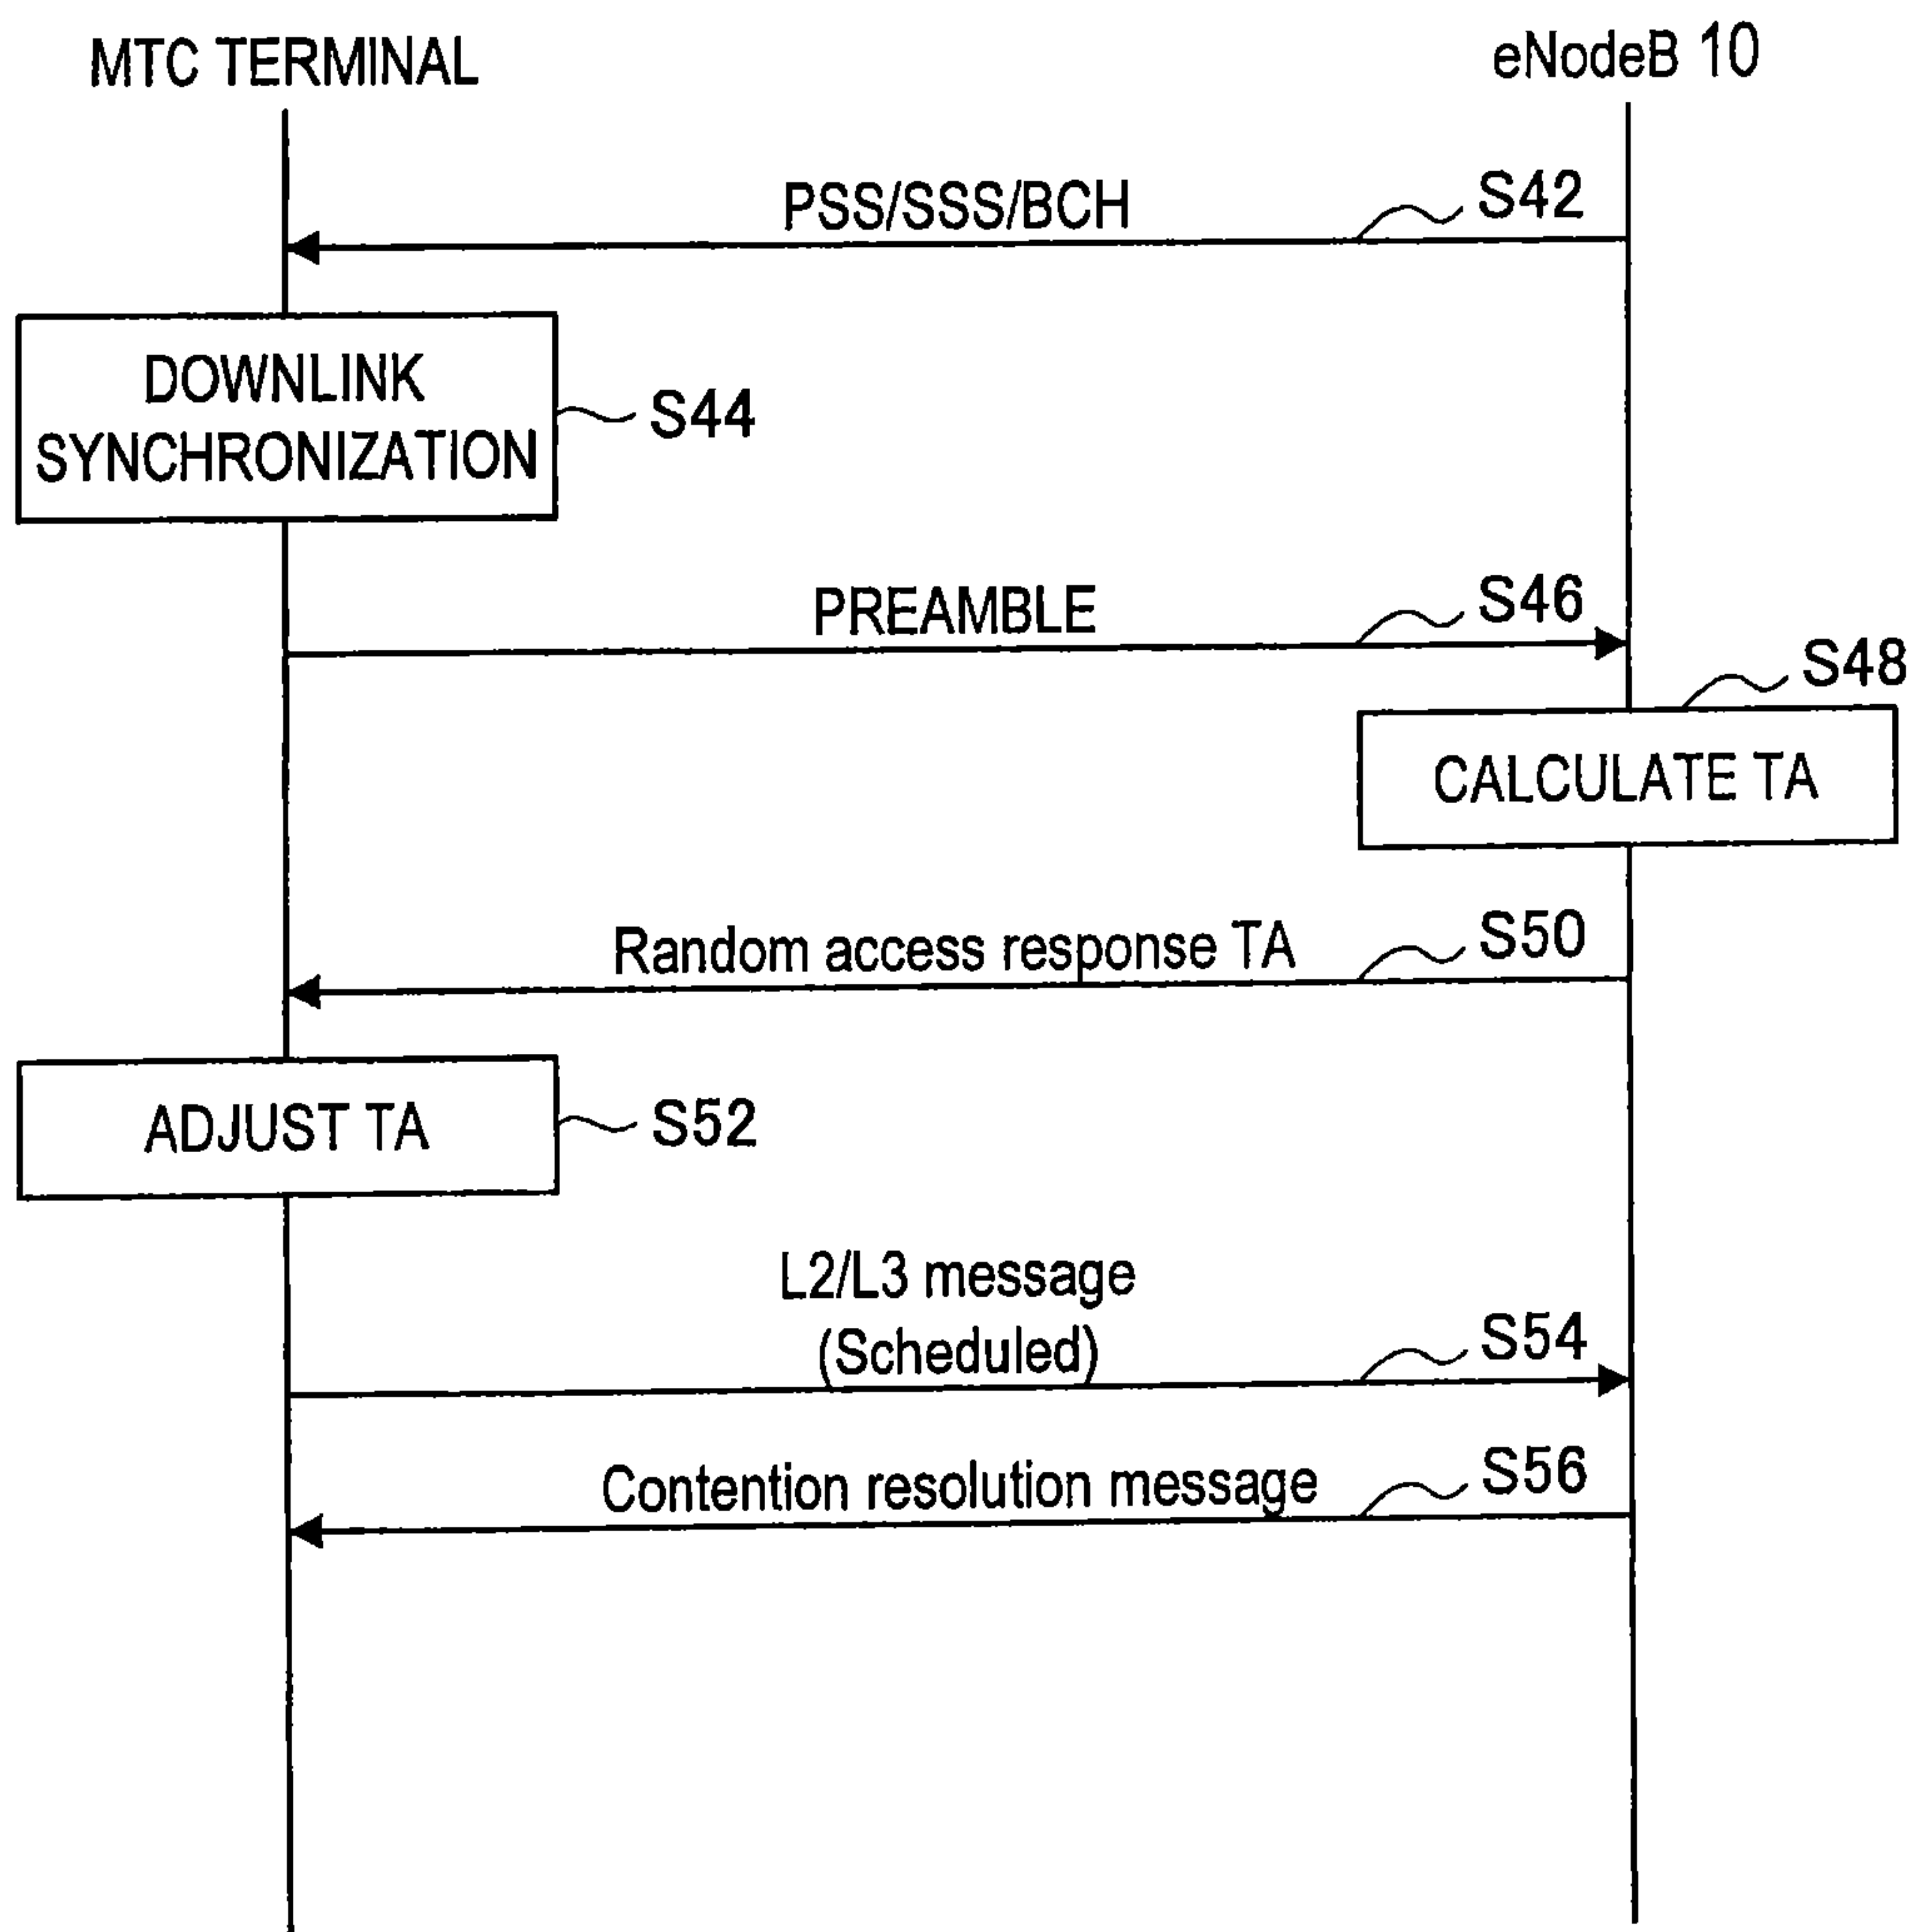 MTC TERMINAL
eNodeB 10
PSS/SSS/BCH
S42
DOWNLINK
SYNCHRONIZATION
S44
PREAMBLE
S46
S48
CALCULATE TA
Random access response TA
S50
ADJUST TA
S52
L2/L3 message
(Scheduled)
S54
Contention resolution message
S56